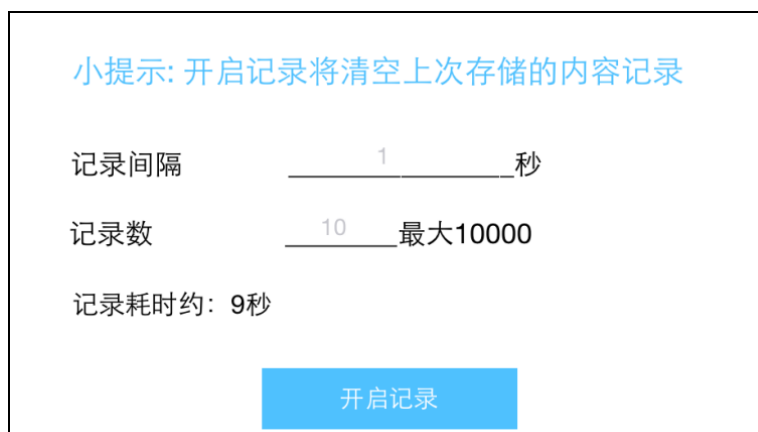 小提示: 开启记录将清空上次存储的内容记录
记录间隔 1 秒
记录数 10 最大10000
记录耗时约：9秒
开启记录